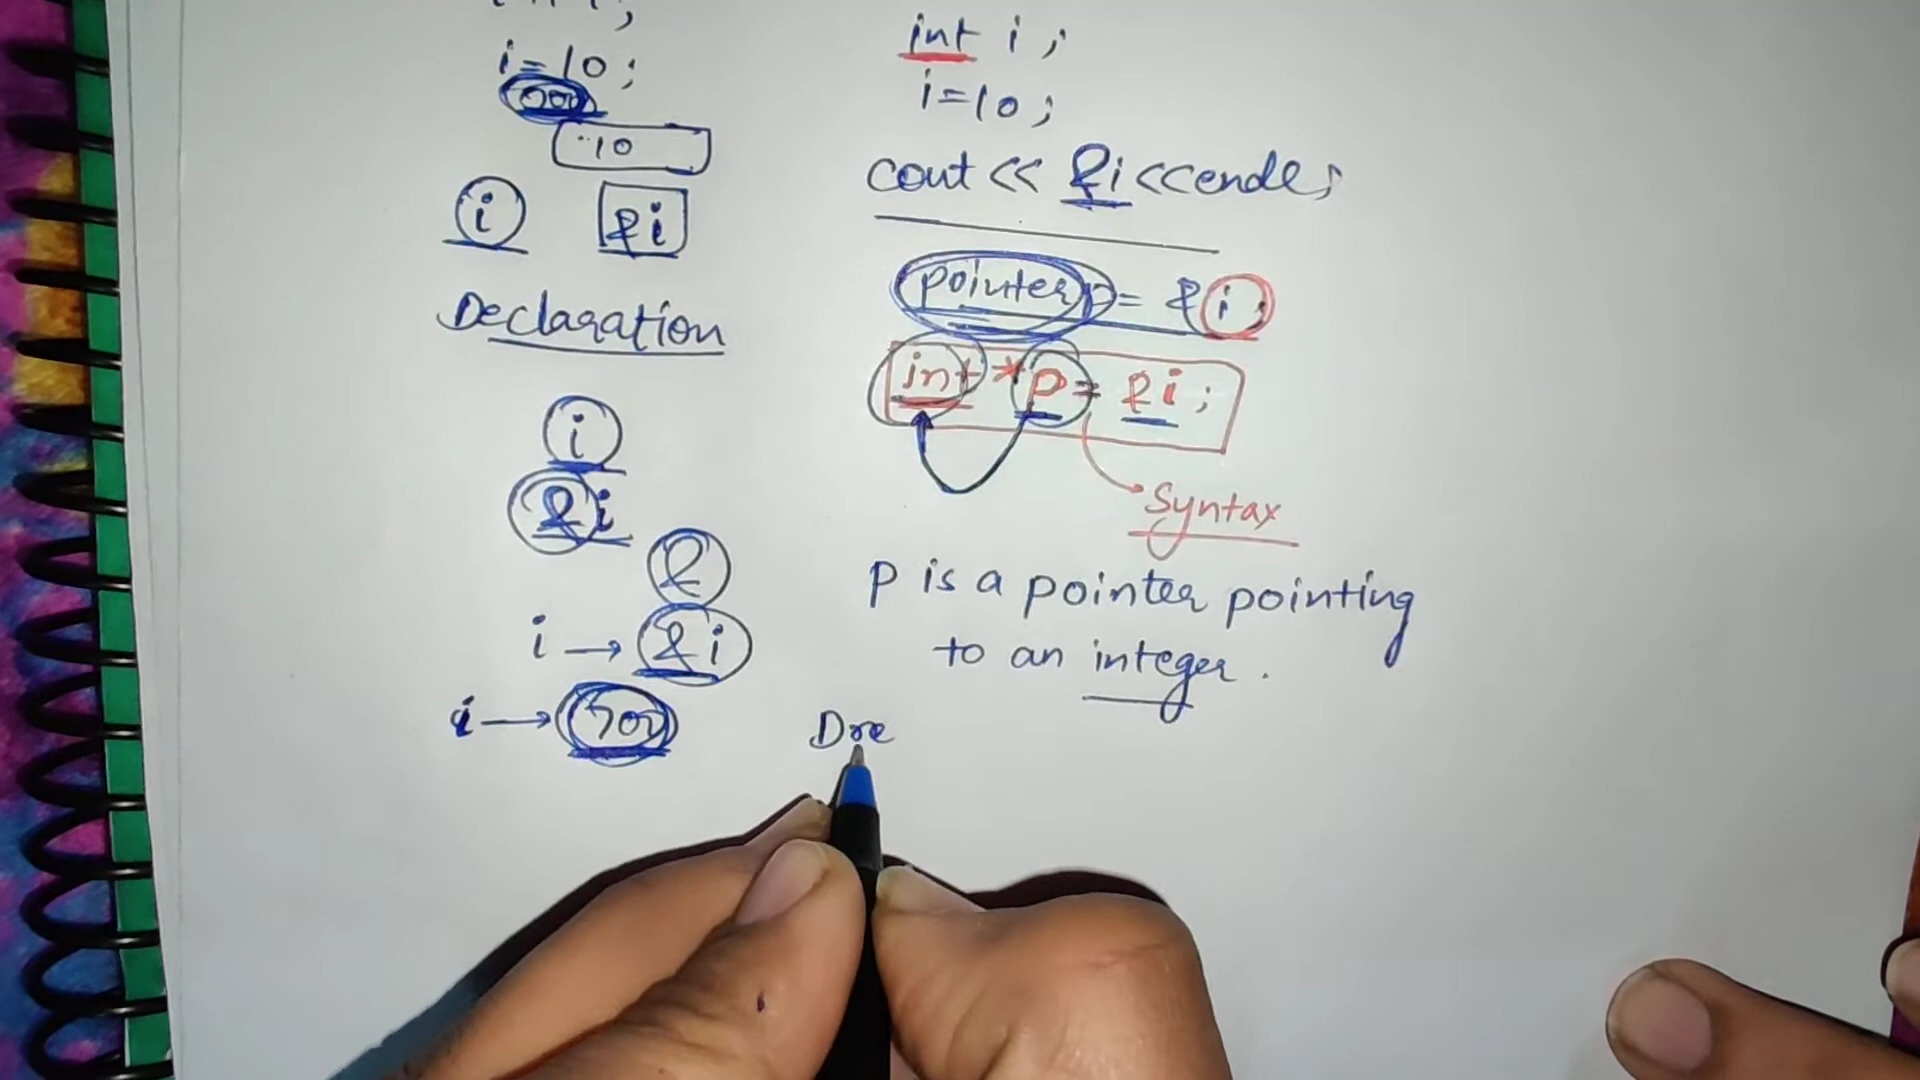 i=10;
10
i &i
Declaration
i
&i
&
i → &i
i →
int i;
i=10;
cout << &i <<endl;
pointer p = &i;
int *p = &i;
Syntax
p is a pointer pointing
to an integer.
Dre